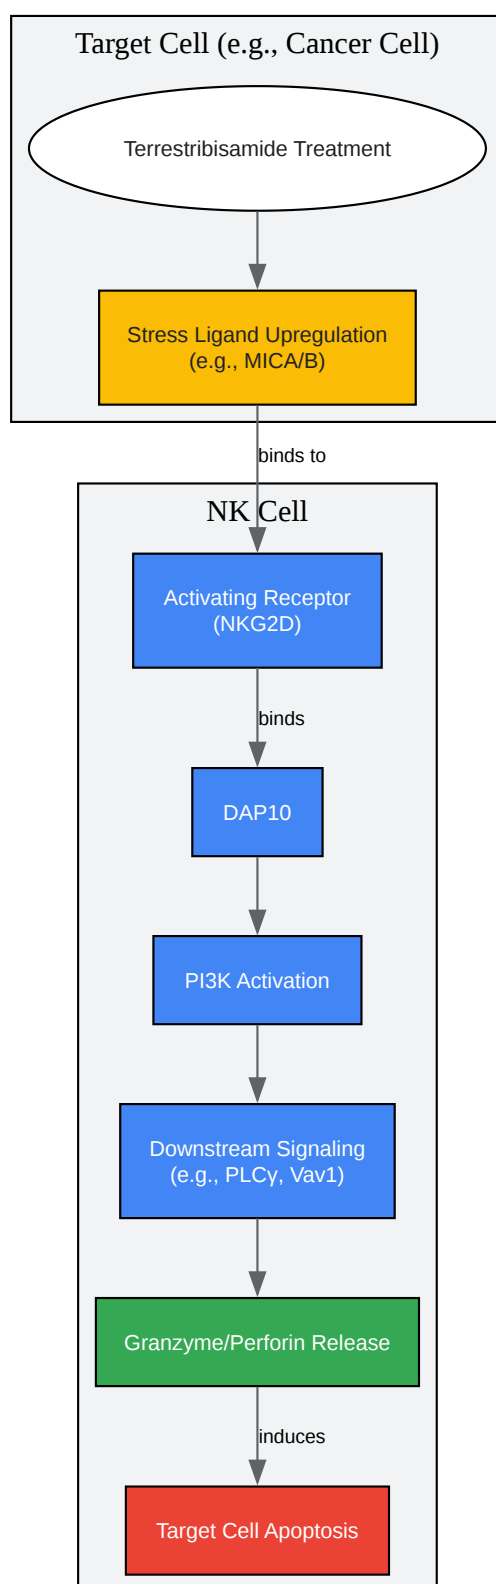 Target Cell (e.g., Cancer Cell)
Terrestribisamide Treatment
Stress Ligand Upregulation
(e.g., MICA/B)
binds to
NK Cell
Activating Receptor
(NKG2D)
binds
DAP10
PI3K Activation
Downstream Signaling
(e.g., PLCγ, Vav1)
Granzyme/Perforin Release
induces
Target Cell Apoptosis